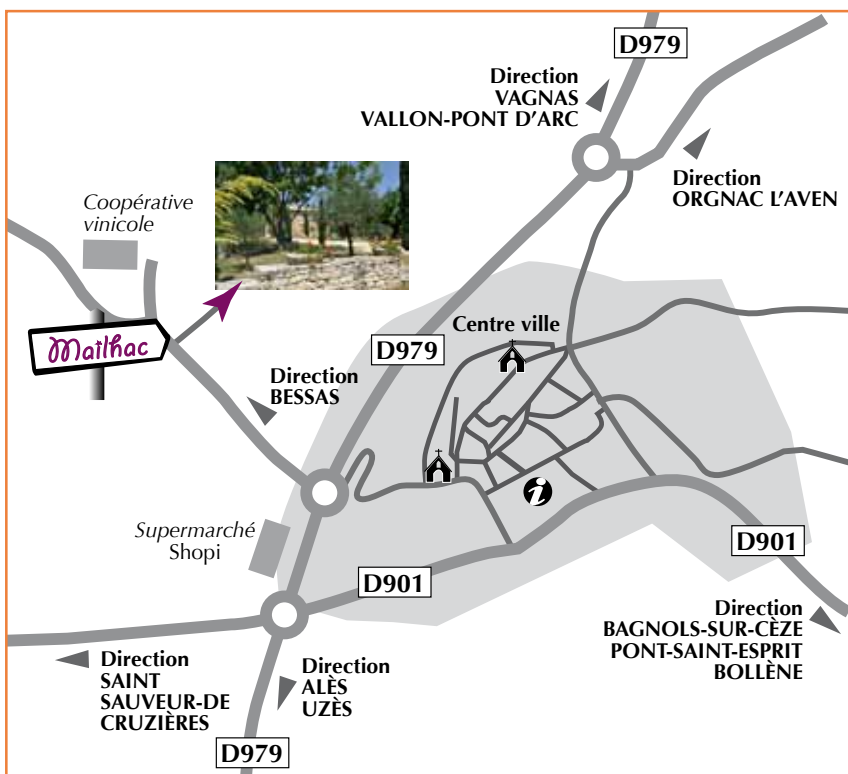 D979
Direction
VAGNAS
VALLON-PONT D'ARC
Direction
ORGNAC L'AVEN
Coopérative
vinicole
Centre ville
D979
Mailhac
Direction
BESSAS
Supermarché
Shopi
i
D901
D901
Direction
BAGNOLS-SUR-CÈZE
PONT-SAINT-ESPRIT
BOLLÈNE
Direction
SAINT
SAUVEUR-DE
CRUZIÈRES
Direction
ALÈS
UZÈS
D979